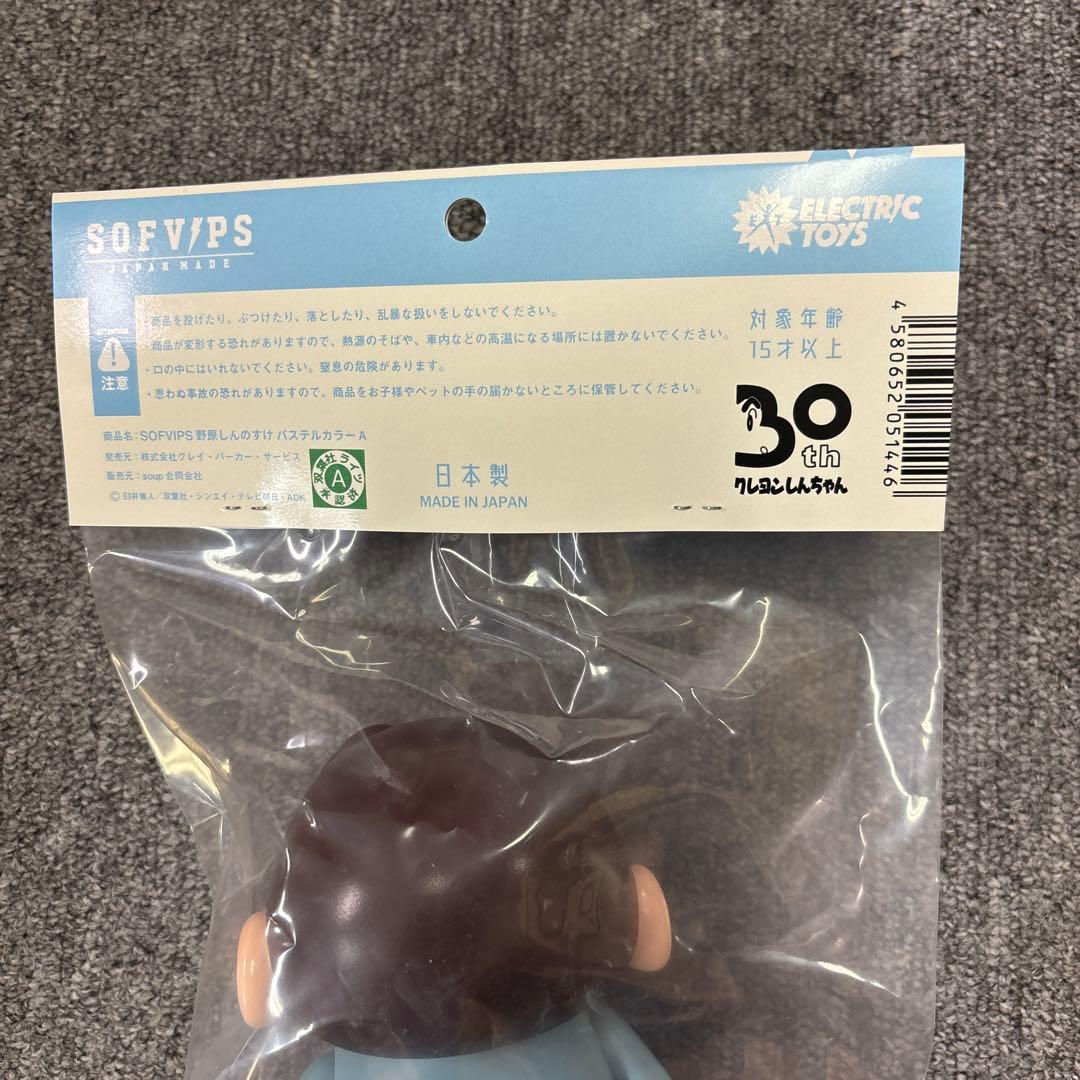 SOFVIPS
JAPAN MADE
ELECTRIC
TOYS
ATTENTION
注意
・商品を投げたり、ぶつけたり、落としたり、乱暴な扱いをしないでください。
・商品が変形する恐れがありますので、熱源のそばや、車内などの高温になる場所には置かないでください。
・口の中にはいれないでください。窒息の危険があります。
・思わぬ事故の恐れがありますので、商品をお子様やペットの手の届かないところに保管してください。
対象年齢
15才以上
4 580652 051446
商品名：SOFVIPS 野原しんのすけ パステルカラー A
発売元：株式会社グレイ・パーカー・サービス
販売元：soup 合同会社
Ⓒ 臼井儀人／双葉社・シンエイ・テレビ朝日・ADK
双葉社ライツ
A
承認済
日本製
MADE IN JAPAN
30th
クレヨンしんちゃん